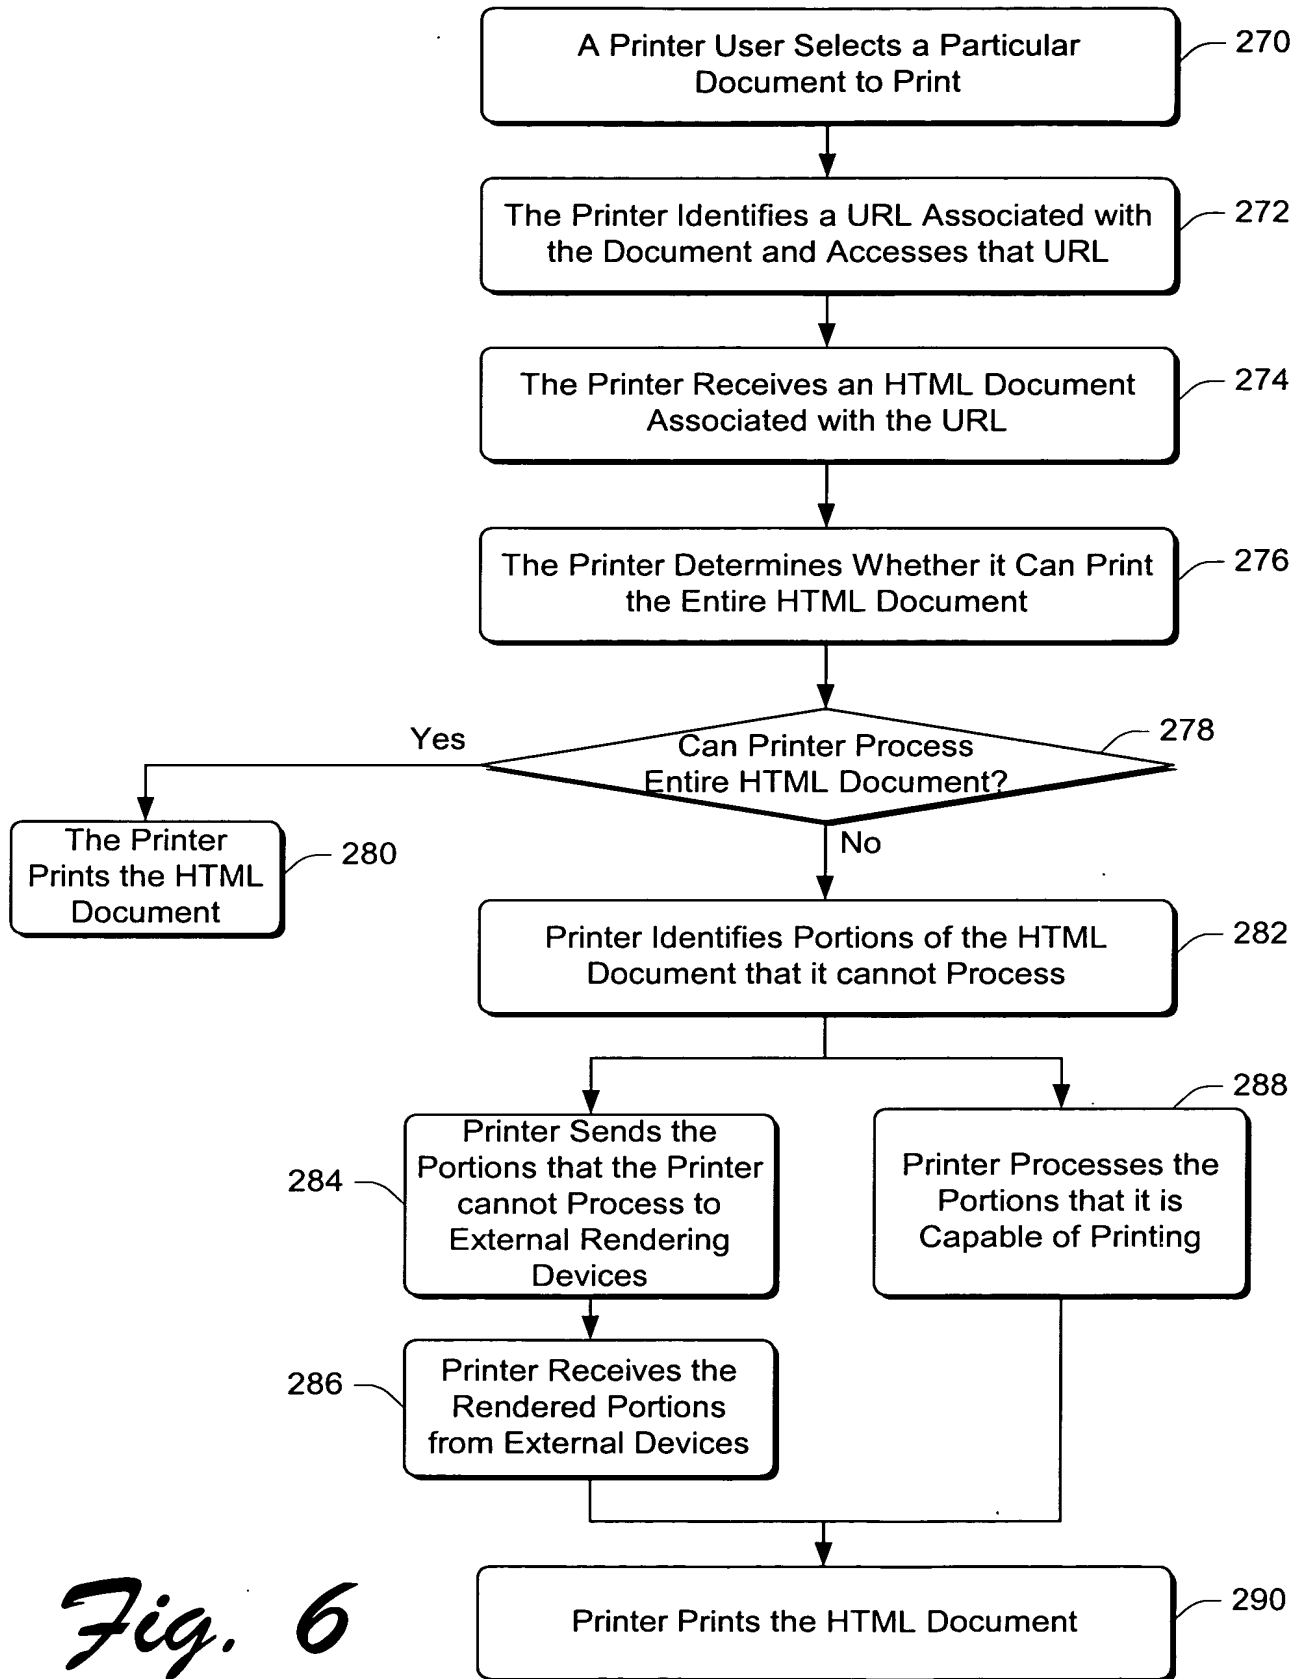 A Printer User Selects a Particular
Document to Print
270
The Printer Identifies a URL Associated with
the Document and Accesses that URL
272
The Printer Receives an HTML Document
Associated with the URL
274
The Printer Determines Whether it Can Print
the Entire HTML Document
276
Can Printer Process
Entire HTML Document?
278
Yes
No
The Printer
Prints the HTML
Document
280
Printer Identifies Portions of the HTML
Document that it cannot Process
282
Printer Sends the
Portions that the Printer
cannot Process to
External Rendering
Devices
284
Printer Processes the
Portions that it is
Capable of Printing
288
Printer Receives the
Rendered Portions
from External Devices
286
Printer Prints the HTML Document
290
Fig. 6